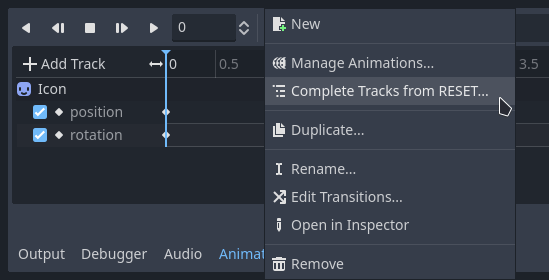 0
New
Add Track
0
0.5
3.5
Manage Animations...
Icon
Complete Tracks from RESET...
position
Duplicate...
rotation
Rename...
Edit Transitions...
Open in Inspector
Output Debugger Audio Animat
Remove